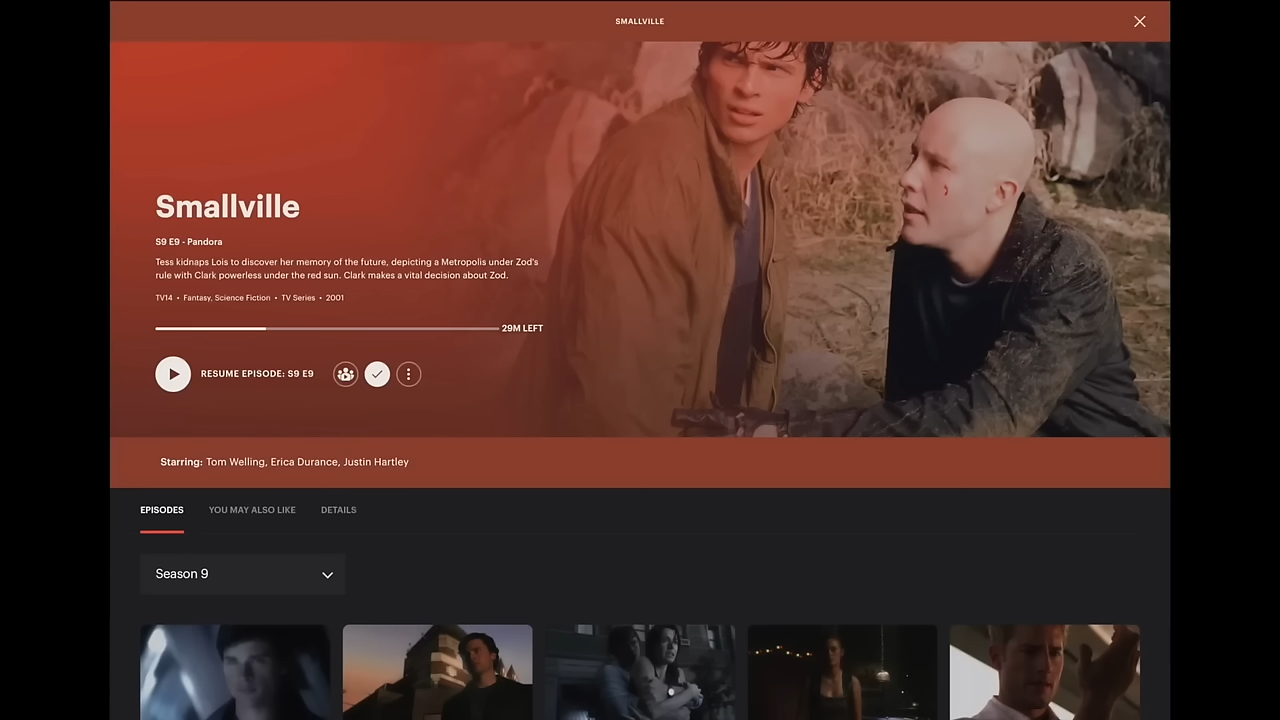 SMALLVILLE
Smallville
S9 E9 - Pandora
Tess kidnaps Lois to discover her memory of the future, depicting a Metropolis under Zod's
rule with Clark powerless under the red sun. Clark makes a vital decision about Zod.
TV14 • Fantasy, Science Fiction • TV Series • 2001
29M LEFT
RESUME EPISODE: S9 E9
Starring: Tom Welling, Erica Durance, Justin Hartley
EPISODES YOU MAY ALSO LIKE DETAILS
Season 9